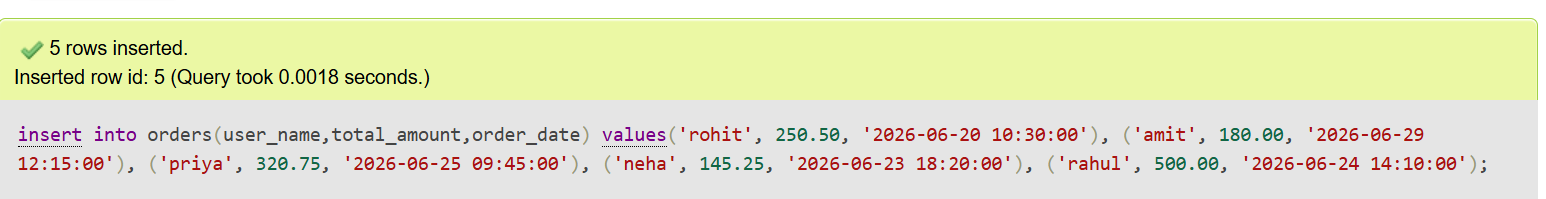 5 rows inserted.
Inserted row id: 5 (Query took 0.0018 seconds.)
insert into orders(user_name,total_amount,order_date) values('rohit', 250.50, '2026-06-20 10:30:00'), ('amit', 180.00, '2026-06-29
12:15:00'), ('priya', 320.75, '2026-06-25 09:45:00'), ('neha', 145.25, '2026-06-23 18:20:00'), ('rahul', 500.00, '2026-06-24 14:10:00');